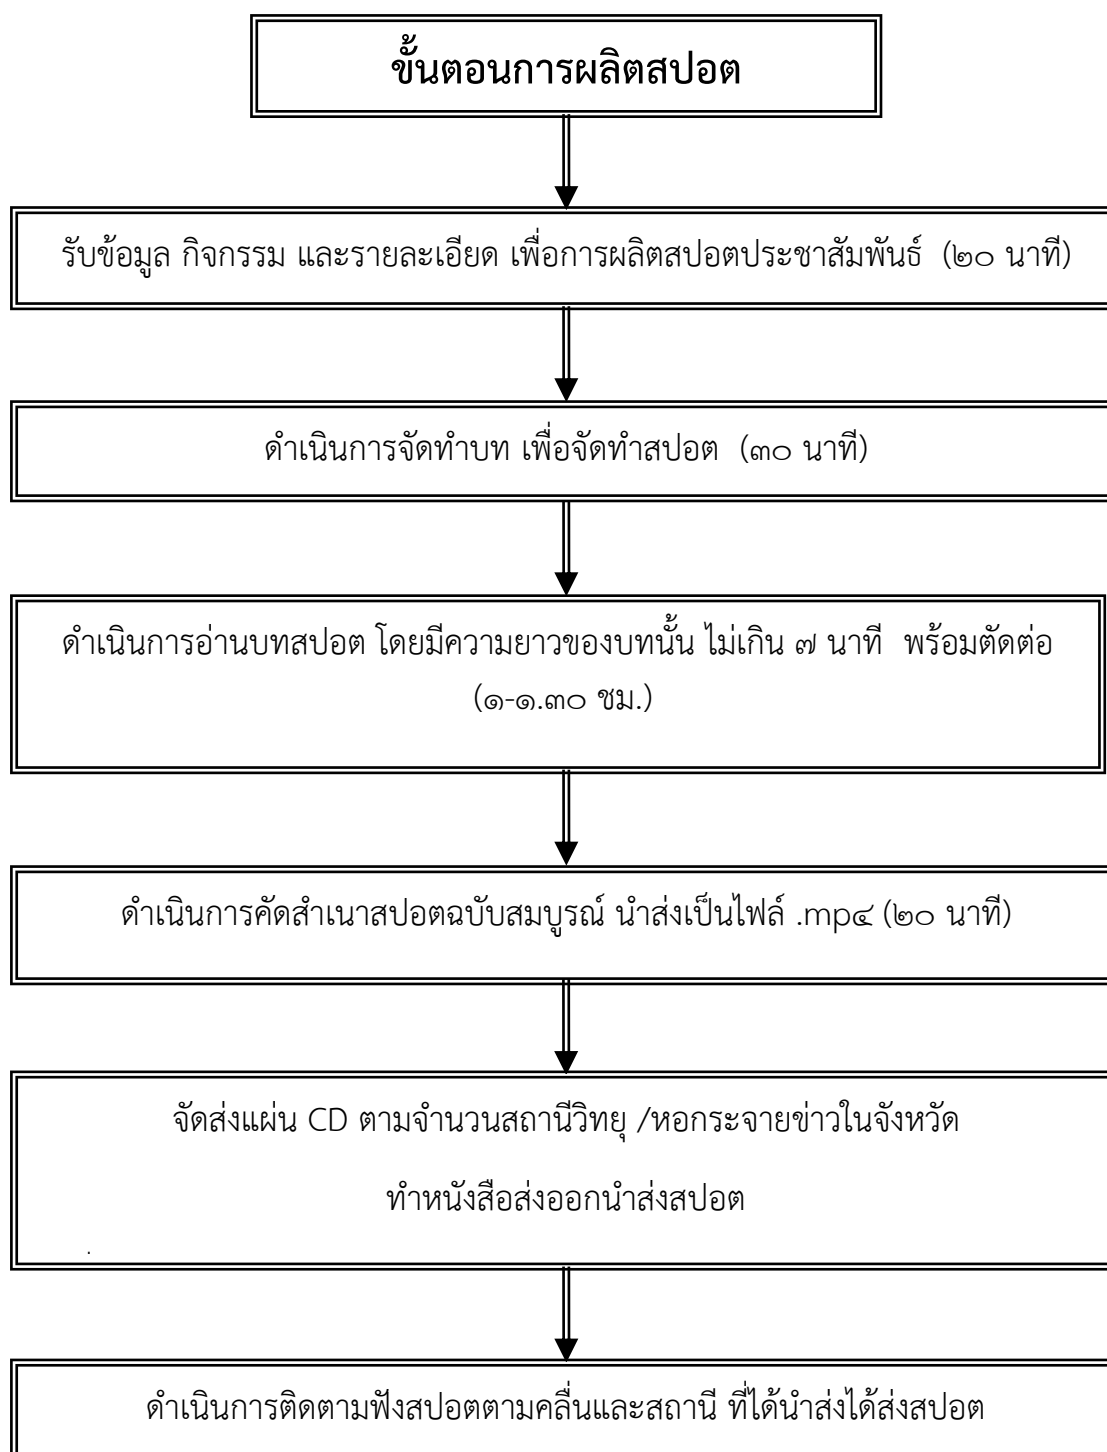 ขั้นตอนการผลิตสปอต
รับข้อมูล กิจกรรม และรายละเอียด เพื่อการผลิตสปอตประชาสัมพันธ์ (๒๐ นาที)
ดำเนินการจัดทำบท เพื่อจัดทำสปอต (๓๐ นาที)
ดำเนินการอ่านบทสปอต โดยมีความยาวของบทนั้น ไม่เกิน ๗ นาที พร้อมตัดต่อ
(๑-๑.๓๐ ชม.)
ดำเนินการคัดสำเนาสปอตฉบับสมบูรณ์ นำส่งเป็นไฟล์ .mp๔ (๒๐ นาที)
จัดส่งแผ่น CD ตามจำนวนสถานีวิทยุ /หอกระจายข่าวในจังหวัด
ทำหนังสือส่งออกนำส่งสปอต
.
ดำเนินการติดตามฟังสปอตตามคลื่นและสถานี ที่ได้นำส่งได้ส่งสปอต